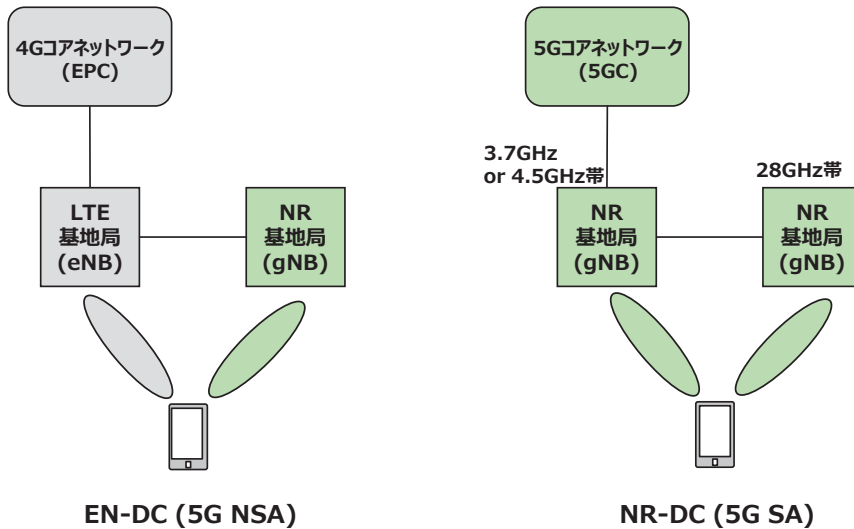 4Gコアネットワーク
(EPC)
5Gコアネットワーク
(5GC)
3.7GHz
or 4.5GHz帯
28GHz帯
LTE
基地局
(eNB)
NR
基地局
(gNB)
NR
基地局
(gNB)
NR
基地局
(gNB)
EN-DC (5G NSA)
NR-DC (5G SA)